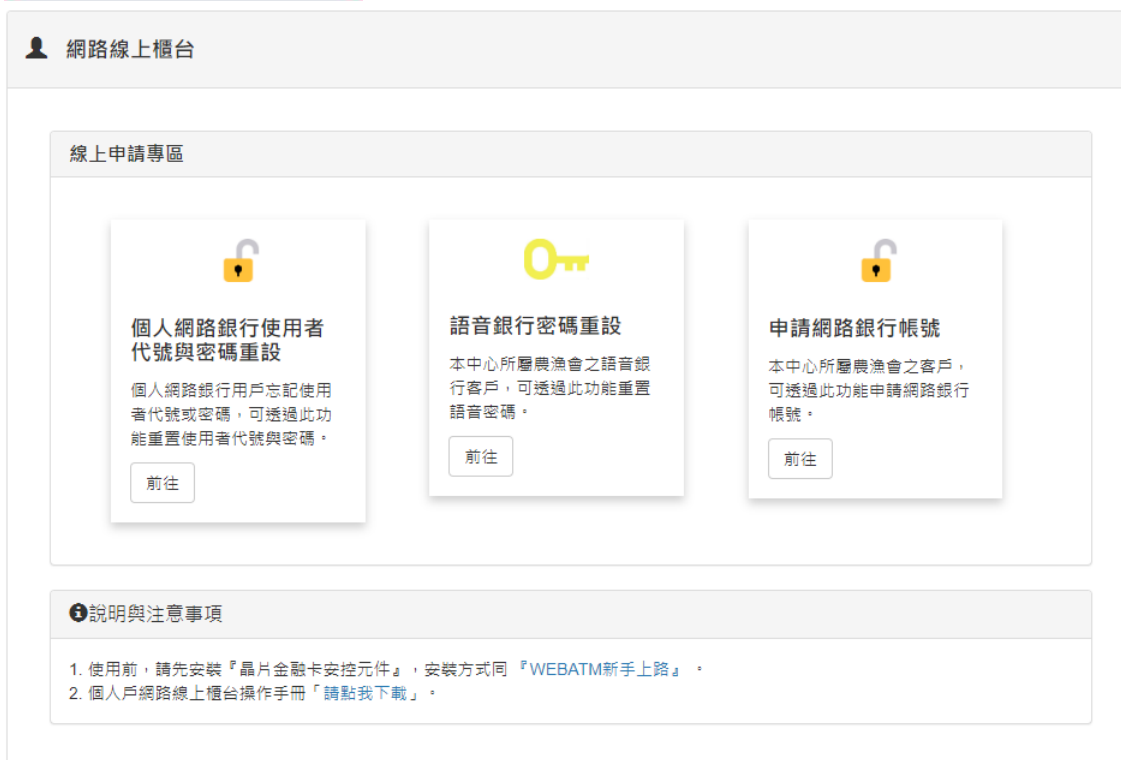 網路線上櫃台
線上申請專區
個人網路銀行使用者
代號與密碼重設
個人網路銀行用戶忘記使用
者代號或密碼，可透過此功
能重置使用者代號與密碼。
前往
語音銀行密碼重設
本中心所屬農漁會之語音銀
行客戶，可透過此功能重置
語音密碼。
前往
申請網路銀行帳號
本中心所屬農漁會之客戶，
可透過此功能申請網路銀行
帳號。
前往
說明與注意事項
1. 使用前，請先安裝『晶片金融卡安控元件』，安裝方式同『WEBATM新手上路』 。
2. 個人戶網路線上櫃台操作手冊「請點我下載」。